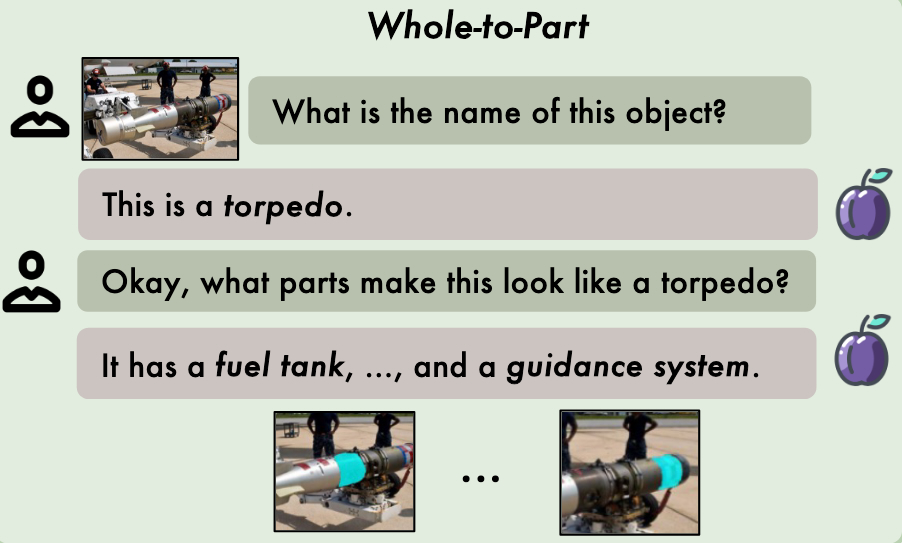 Whole-to-Part
What is the name of this object?
This is a torpedo.
Okay, what parts make this look like a torpedo?
It has a fuel tank, ..., and a guidance system.
...